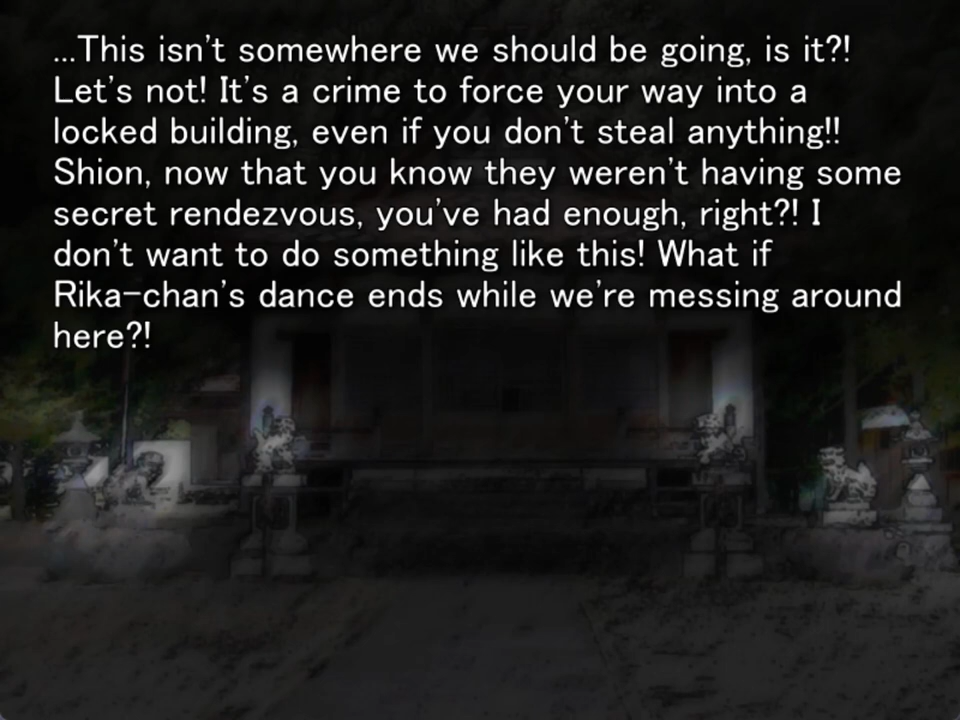 ...This isn't somewhere we should be going, is it?!
Let's not! It's a crime to force your way into a
locked building, even if you don't steal anything!!
Shion, now that you know they weren't having some
secret rendezvous, you've had enough, right?! I
don't want to do something like this! What if
Rika-chan's dance ends while we're messing around
here?!